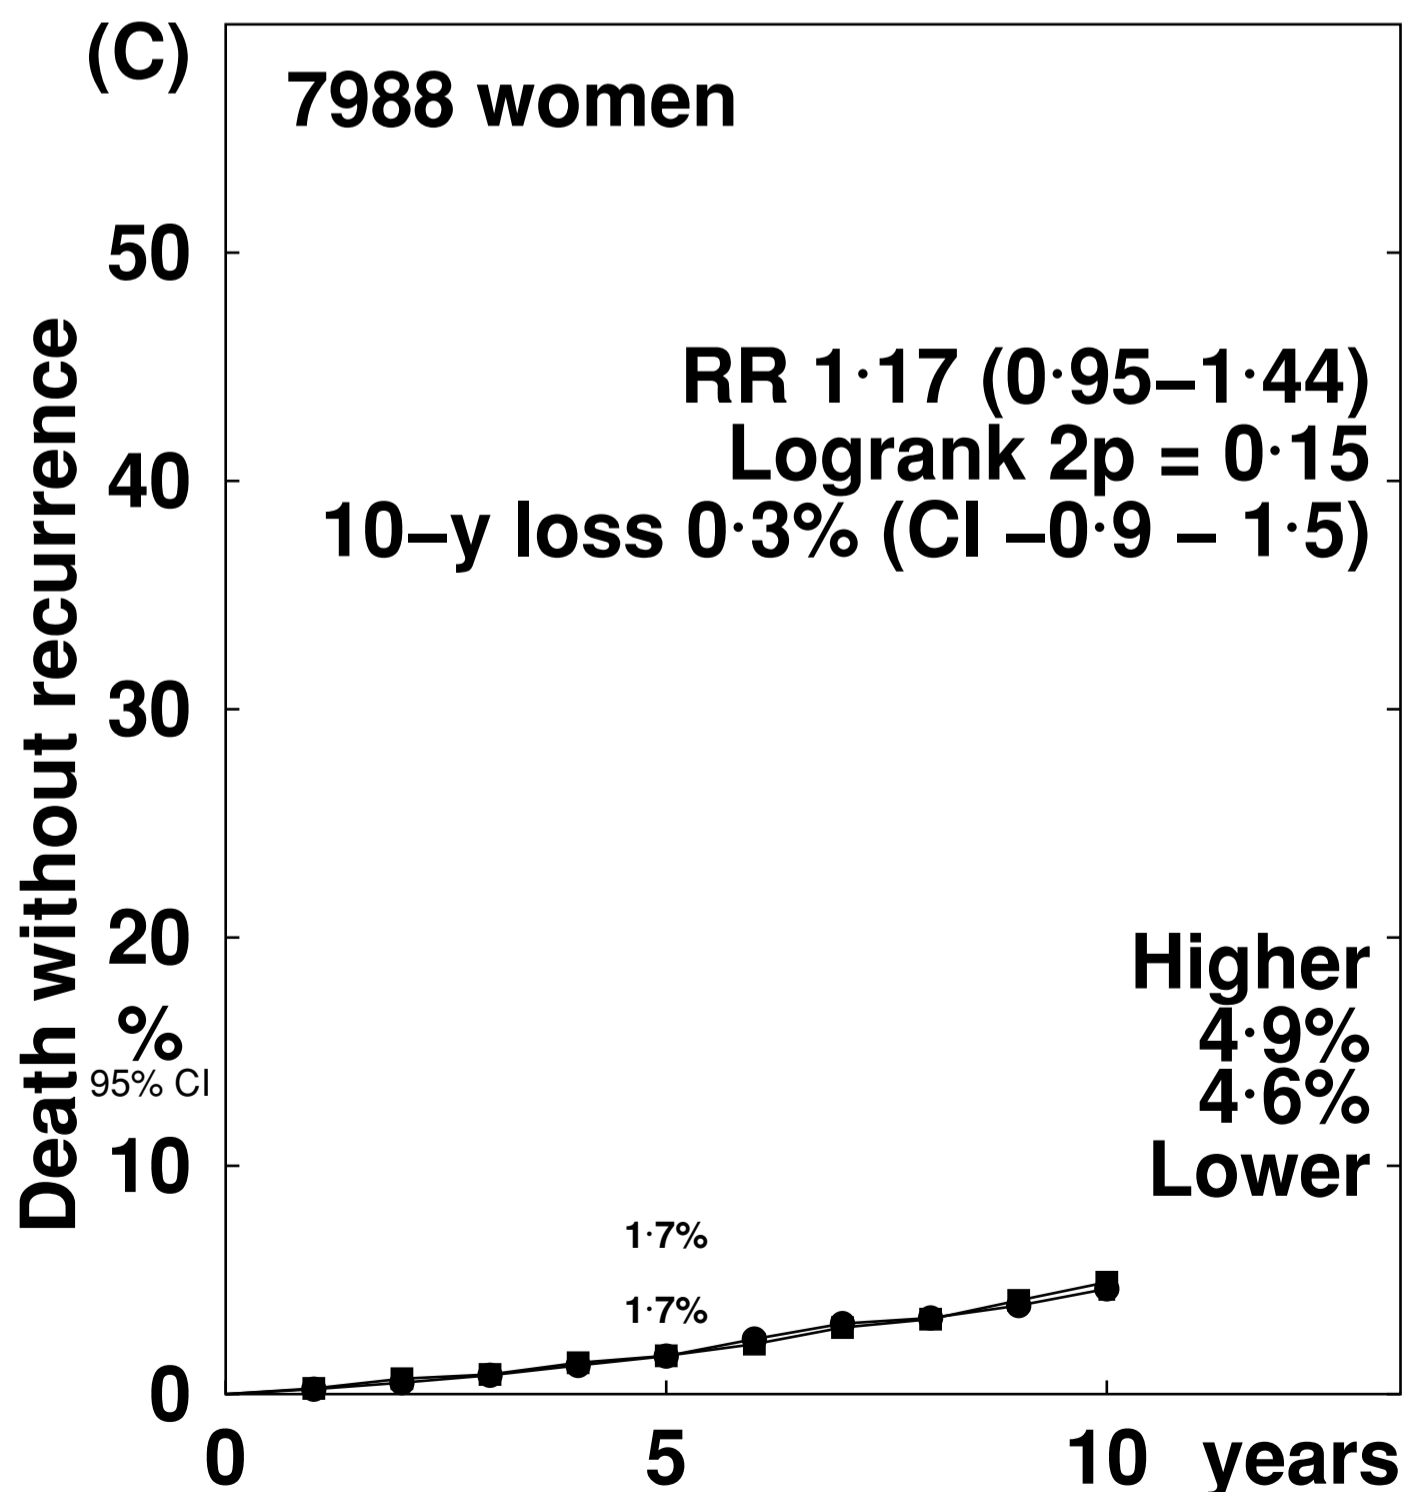 (C)
7988 women
50
RR 1·17 (0·95–1·44)
Logrank 2p = 0·15
40
10–y loss 0·3% (CI –0·9 – 1·5)
Death without recurrence
30
20
Higher
%
4·9%
95% CI
4·6%
10
Lower
1·7%
1·7%
0
0 5 10 years